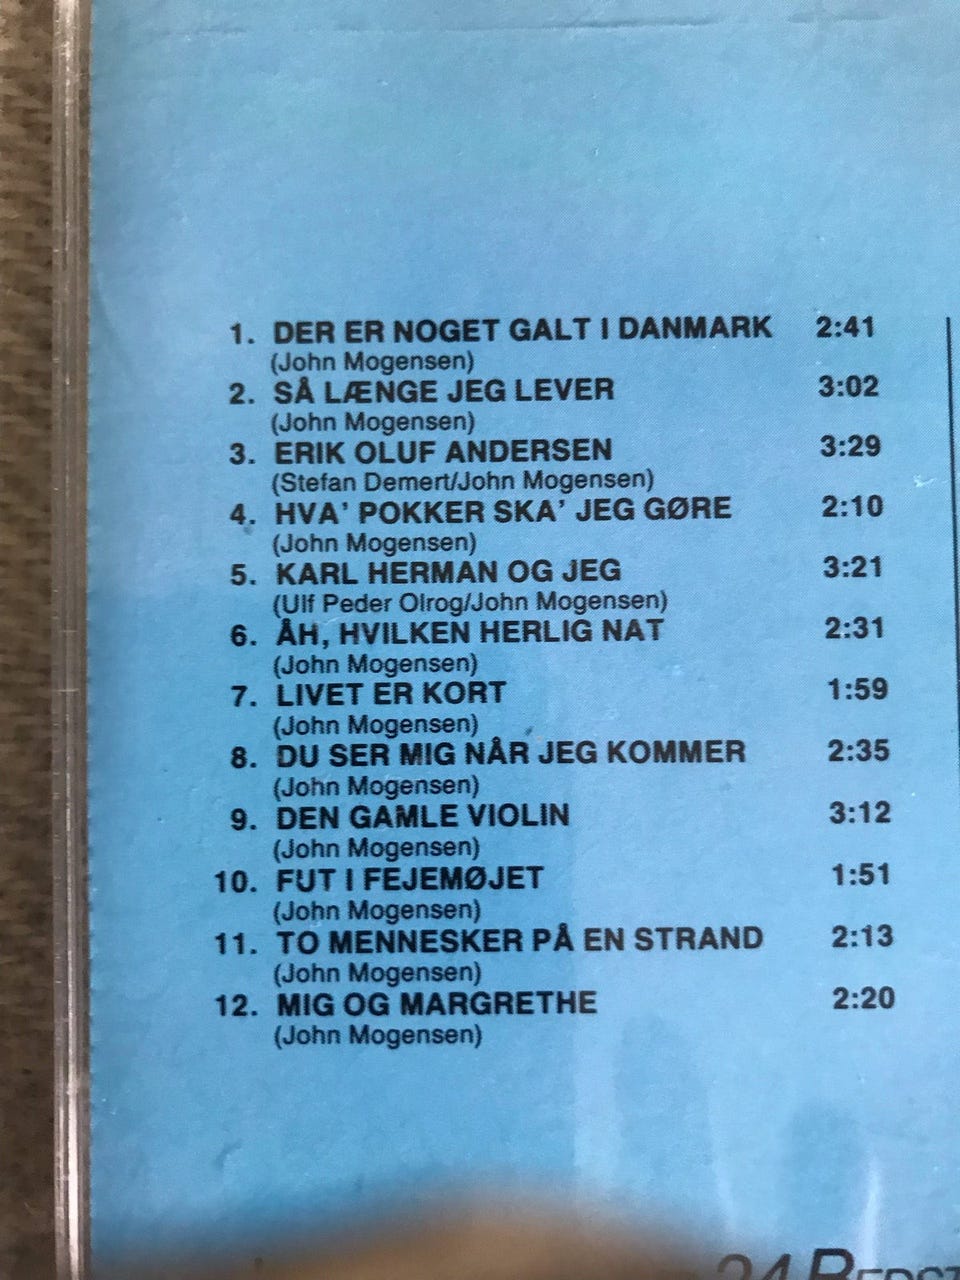 1. DER ER NOGET GALT I DANMARK 2:41
(John Mogensen)
2. SÅ LÆNGE JEG LEVER 3:02
(John Mogensen)
3. ERIK OLUF ANDERSEN 3:29
(Stefan Demert/John Mogensen)
4. HVA' POKKER SKA' JEG GØRE 2:10
(John Mogensen)
5. KARL HERMAN OG JEG 3:21
(Ulf Peder Olrog/John Mogensen)
6. ÅH, HVILKEN HERLIG NAT 2:31
(John Mogensen)
7. LIVET ER KORT 1:59
(John Mogensen)
8. DU SER MIG NÅR JEG KOMMER 2:35
(John Mogensen)
9. DEN GAMLE VIOLIN 3:12
(John Mogensen)
10. FUT I FEJEMØJET 1:51
(John Mogensen)
11. TO MENNESKER PÅ EN STRAND 2:13
(John Mogensen)
12. MIG OG MARGRETHE 2:20
(John Mogensen)
24